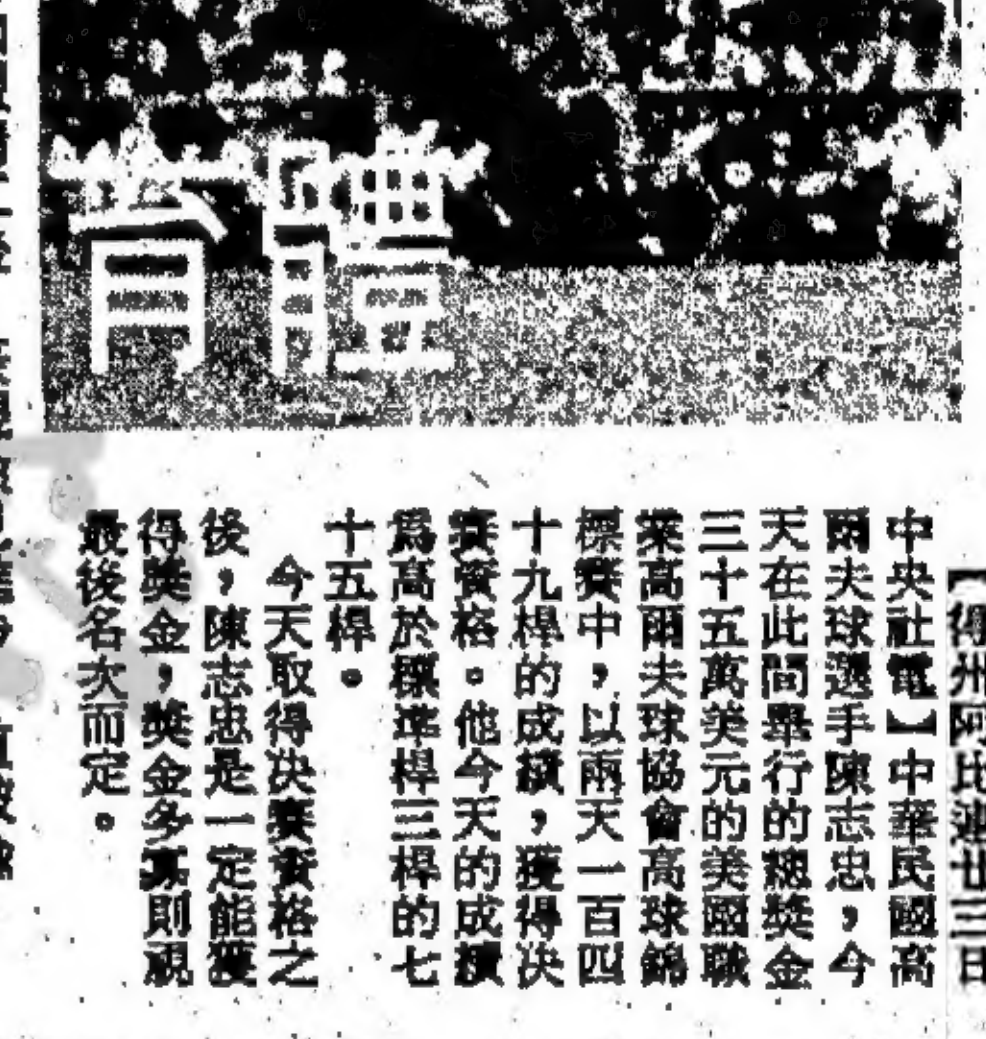 體育
【得州阿比連廿三日
中央社電】中華民國高
爾夫球選手陳志忠，今
天在此間舉行的總獎金
三十五萬美元的美國職
業高爾夫球協會高球錦
標賽中，以兩天一百四
十九桿的成績，獲得決
賽資格。他今天的成績
爲高於標準桿三桿的七
十五桿。
今天取得決賽資格之
後，陳志忠是一定能獲
得獎金，獎金多寡則視
最後名次而定。